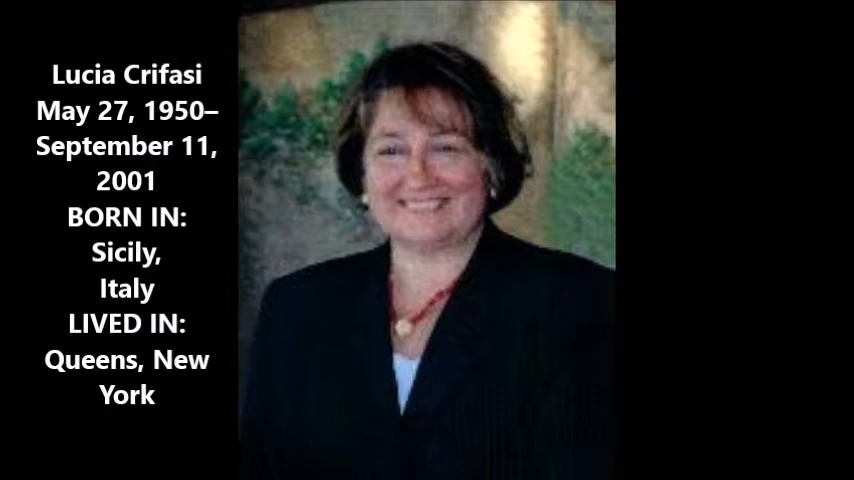 Lucia Crifasi
May 27, 1950–
September 11,
2001
BORN IN:
Sicily,
Italy
LIVED IN:
Queens, New
York